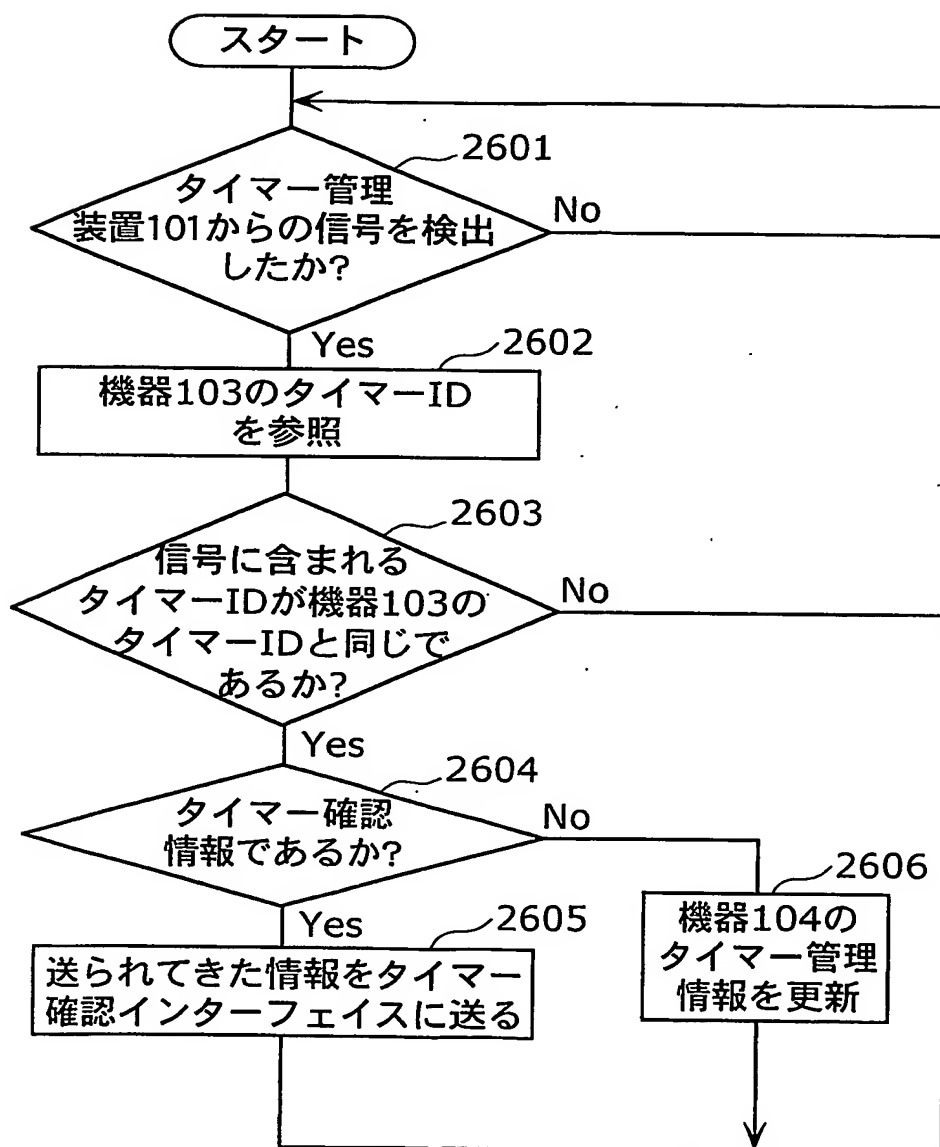 スタート
2601
タイマー管理
装置101からの信号を検出
したか?
No
Yes
2602
機器103のタイマーID
を参照
2603
信号に含まれる
タイマーIDが機器103の
タイマーIDと同じで
あるか?
No
Yes
2604
タイマー確認
情報であるか?
No
Yes
2605
送られてきた情報をタイマー
確認インターフェイスに送る
2606
機器104の
タイマー管理
情報を更新